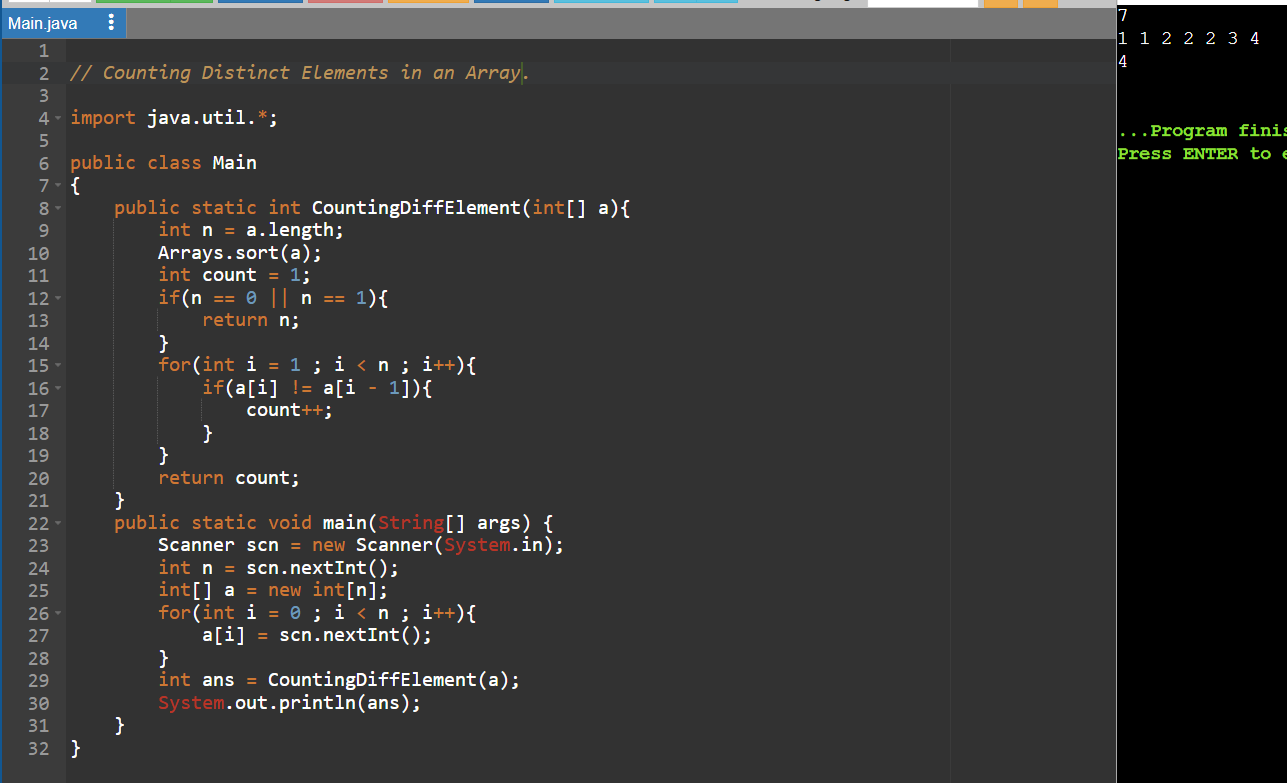 Main.java
1
2 // Counting Distinct Elements in an Array.
3
4 import java.util.*;
5
6 public class Main
7 {
8     public static int CountingDiffElement(int[] a){
9         int n = a.length;
10         Arrays.sort(a);
11         int count = 1;
12         if(n == 0 || n == 1){
13             return n;
14         }
15         for(int i = 1 ; i < n ; i++){
16             if(a[i] != a[i - 1]){
17                 count++;
18             }
19         }
20         return count;
21     }
22     public static void main(String[] args) {
23         Scanner scn = new Scanner(System.in);
24         int n = scn.nextInt();
25         int[] a = new int[n];
26         for(int i = 0 ; i < n ; i++){
27             a[i] = scn.nextInt();
28         }
29         int ans = CountingDiffElement(a);
30         System.out.println(ans);
31     }
32 }
7
1 1 2 2 2 3 4
4
...Program finis
Press ENTER to e